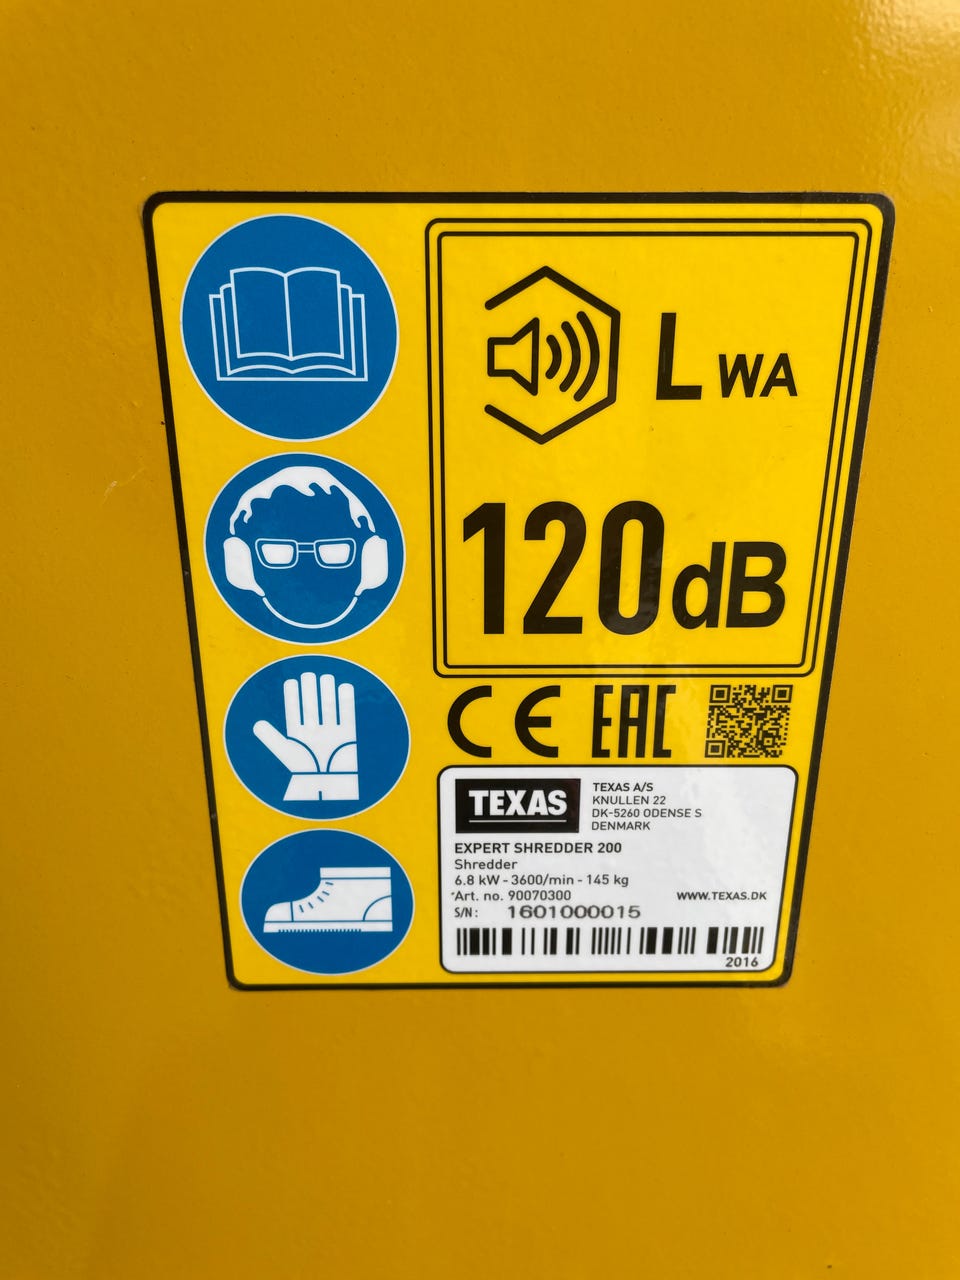 L WA
120dB
CE EAC
TEXAS
TEXAS A/S
KNULLEN 22
DK-5260 ODENSE S
DENMARK
EXPERT SHREDDER 200
Shredder
6.8 kW - 3600/min - 145 kg
Art. no. 90070300
WWW.TEXAS.DK
S/N: 1601000015
2016